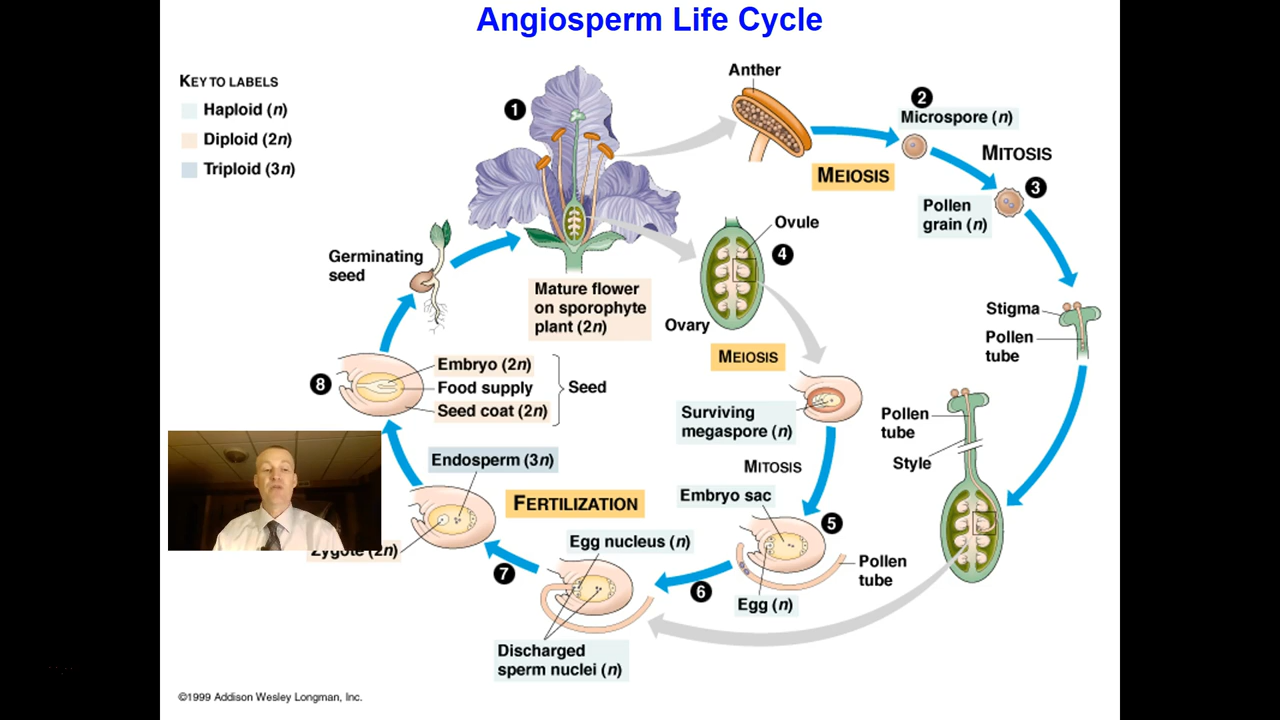 Angiosperm Life Cycle
KEY TO LABELS
Haploid (n)
Diploid (2n)
Triploid (3n)
1
Anther
2
Microspore (n)
MEIOSIS
MITOSIS
3
Pollen
grain (n)
Stigma
Pollen
tube
Pollen
tube
Style
Ovule
4
Ovary
MEIOSIS
Surviving
megaspore (n)
MITOSIS
Embryo sac
5
Pollen
tube
Egg (n)
6
Egg nucleus (n)
Discharged
sperm nuclei (n)
FERTILIZATION
7
Endosperm (3n)
Zygote (2n)
8
Embryo (2n)
Food supply
Seed coat (2n)
Seed
Germinating
seed
Mature flower
on sporophyte
plant (2n)
©1999 Addison Wesley Longman, Inc.